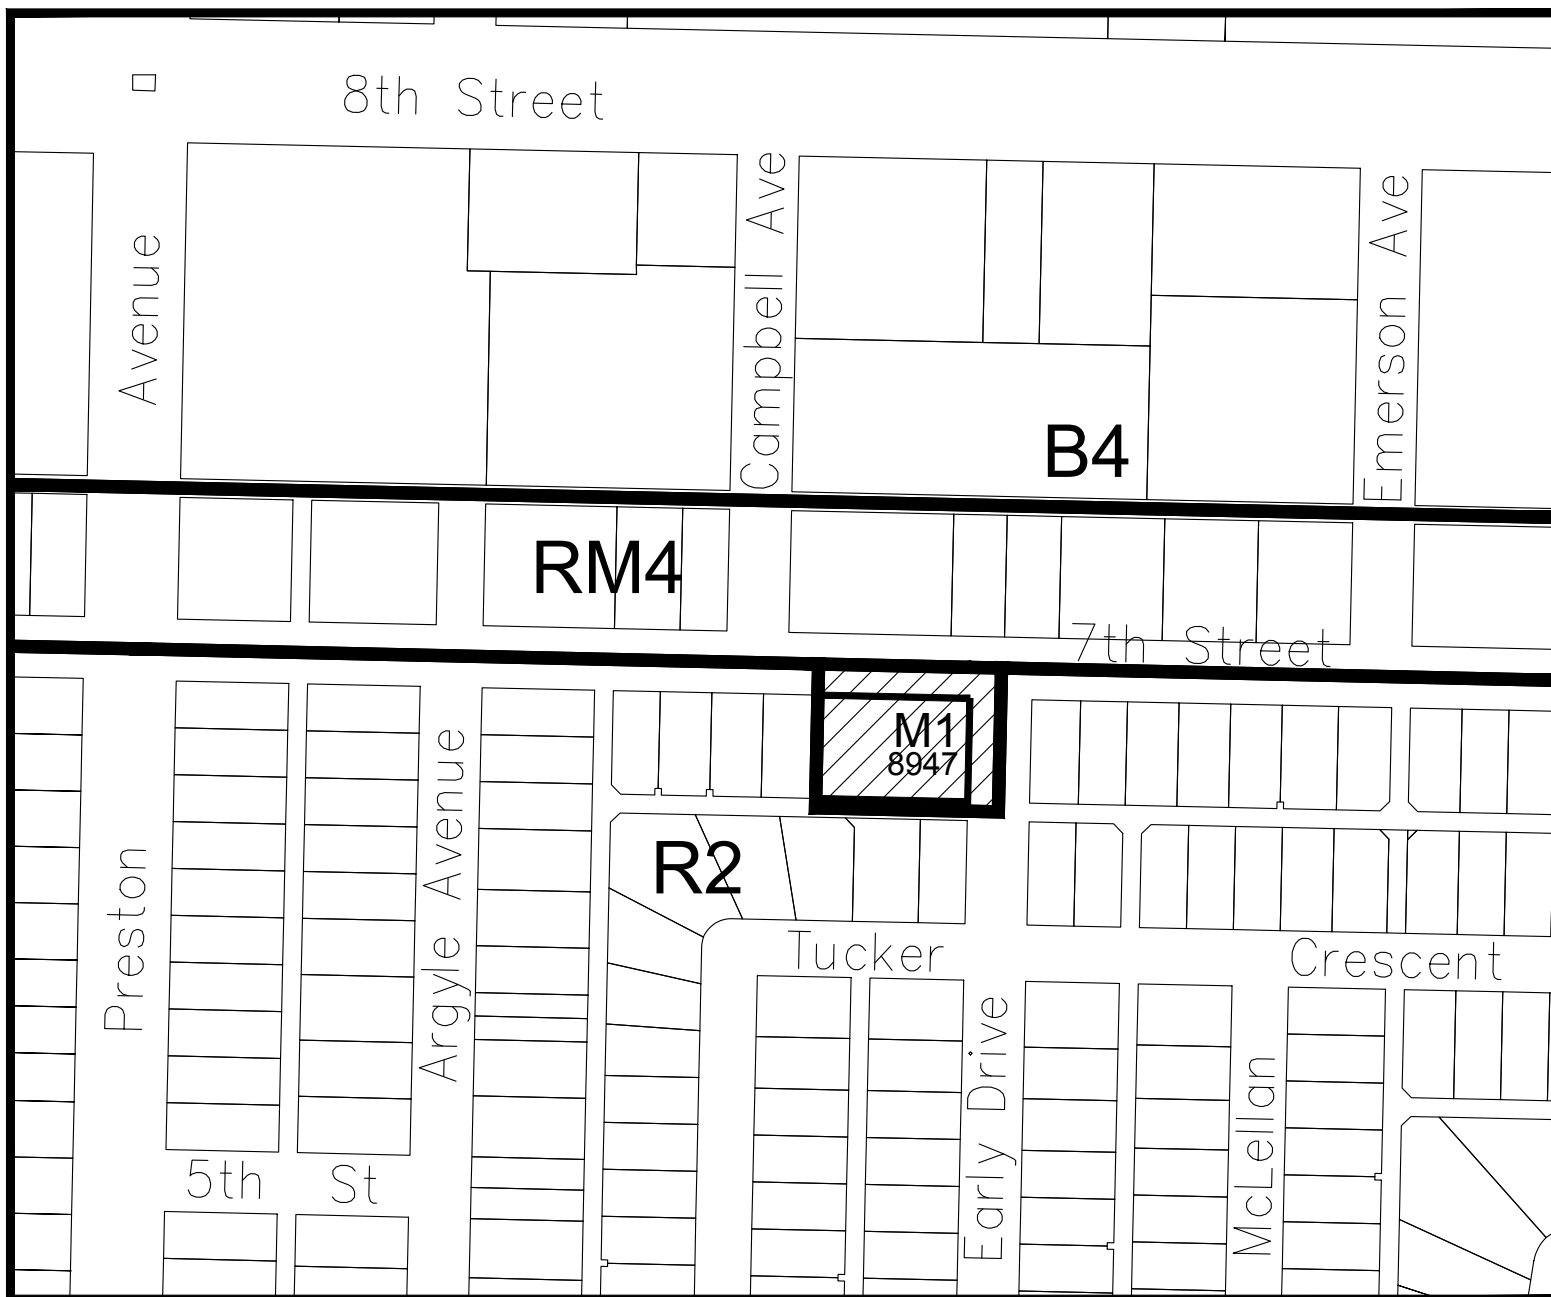 8th Street
Avenue
Campbell Ave
Emerson Ave
B4
RM4
7th Street
M1
8947
R2
Preston
Argyle Avenue
Tucker
Crescent
Early Drive
McLellan
5th St